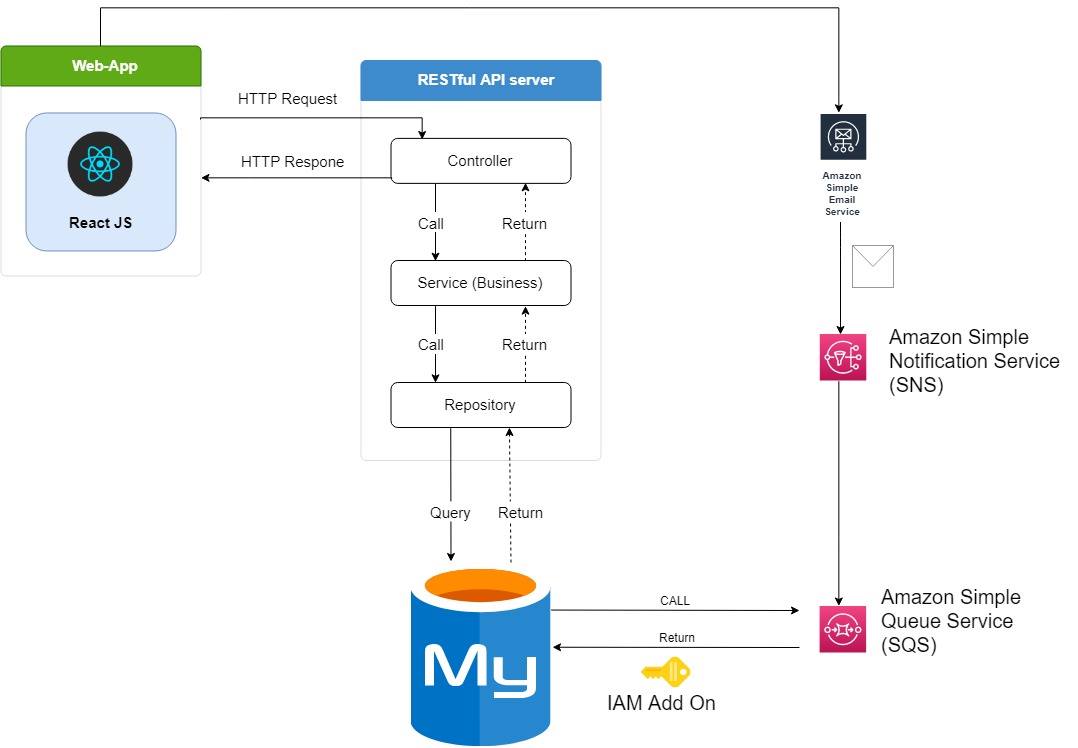 Web-App
React JS
HTTP Request
HTTP Respone
RESTful API server
Controller
Call
Return
Service (Business)
Call
Return
Repository
Query
Return
My
CALL
Return
IAM Add On
Amazon
Simple
Email
Service
Amazon Simple
Notification Service
(SNS)
Amazon Simple
Queue Service
(SQS)